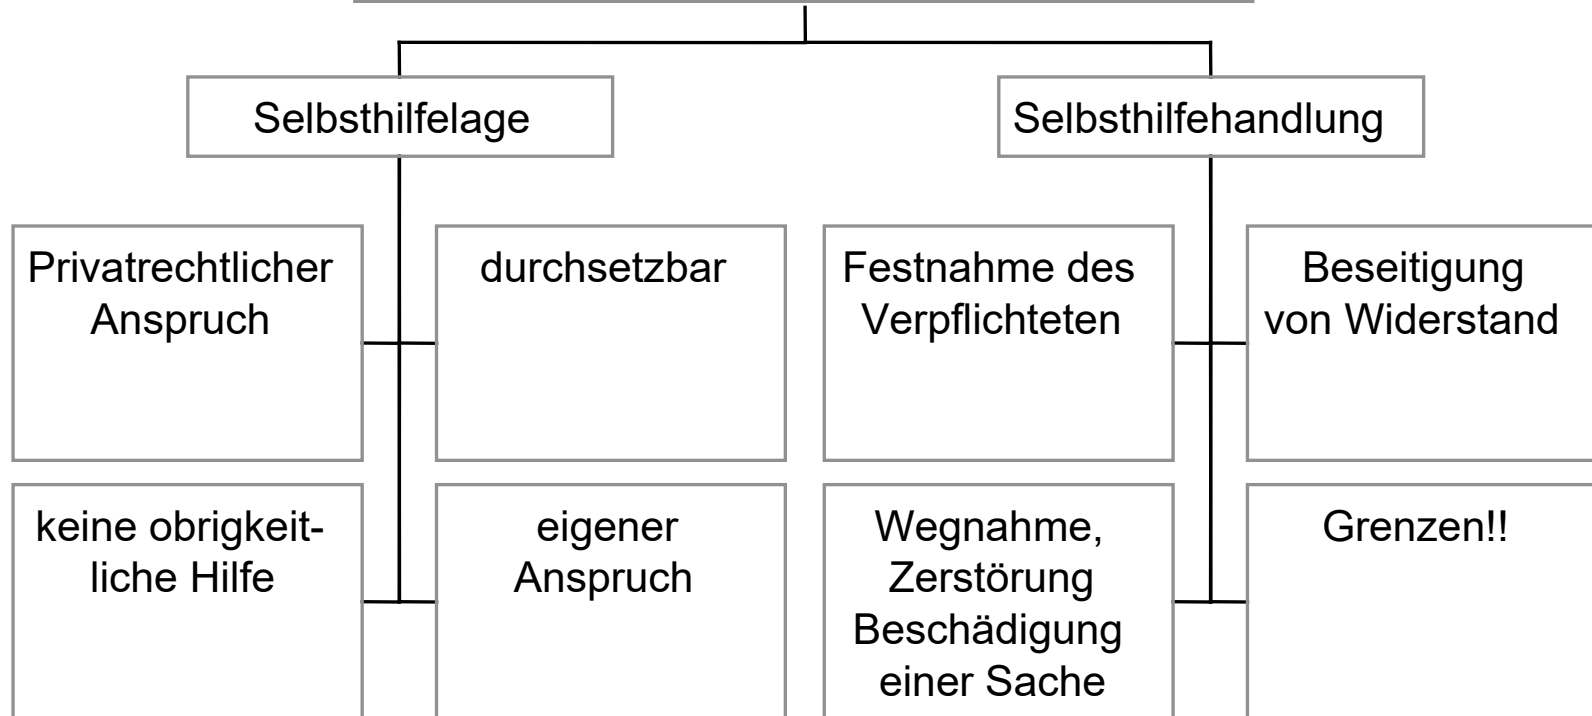 Selbsthilfelage
Selbsthilfehandlung
Privatrechtlicher
Anspruch
durchsetzbar
Festnahme des
Verpflichteten
Beseitigung
von Widerstand
keine obrigkeit-
liche Hilfe
eigener
Anspruch
Wegnahme,
Zerstörung
Beschädigung
einer Sache
Grenzen!!